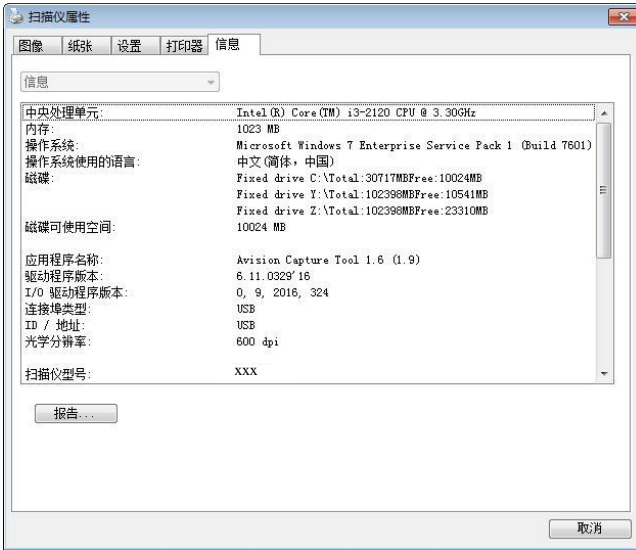 扫描仪属性
图像 纸张 设置 打印器 信息
信息
中央处理单元: Intel(R) Core(TM) i3-2120 CPU @ 3.30GHz
内存: 1023 MB
操作系统: Microsoft Windows 7 Enterprise Service Pack 1 (Build 7601)
操作系统使用的语言: 中文(简体，中国)
磁碟: Fixed drive C:\Total:30717MBFree:10024MB
Fixed drive Y:\Total:102398MBFree:10541MB
Fixed drive Z:\Total:102398MBFree:23310MB
磁碟可使用空间: 10024 MB
应用程序名称: Avision Capture Tool 1.6 (1.9)
驱动程序版本: 6.11.0329'16
I/O 驱动程序版本: 0, 9, 2016, 324
连接埠类型: USB
ID / 地址: USB
光学分辨率: 600 dpi
扫描仪型号: XXX
报告...
取消